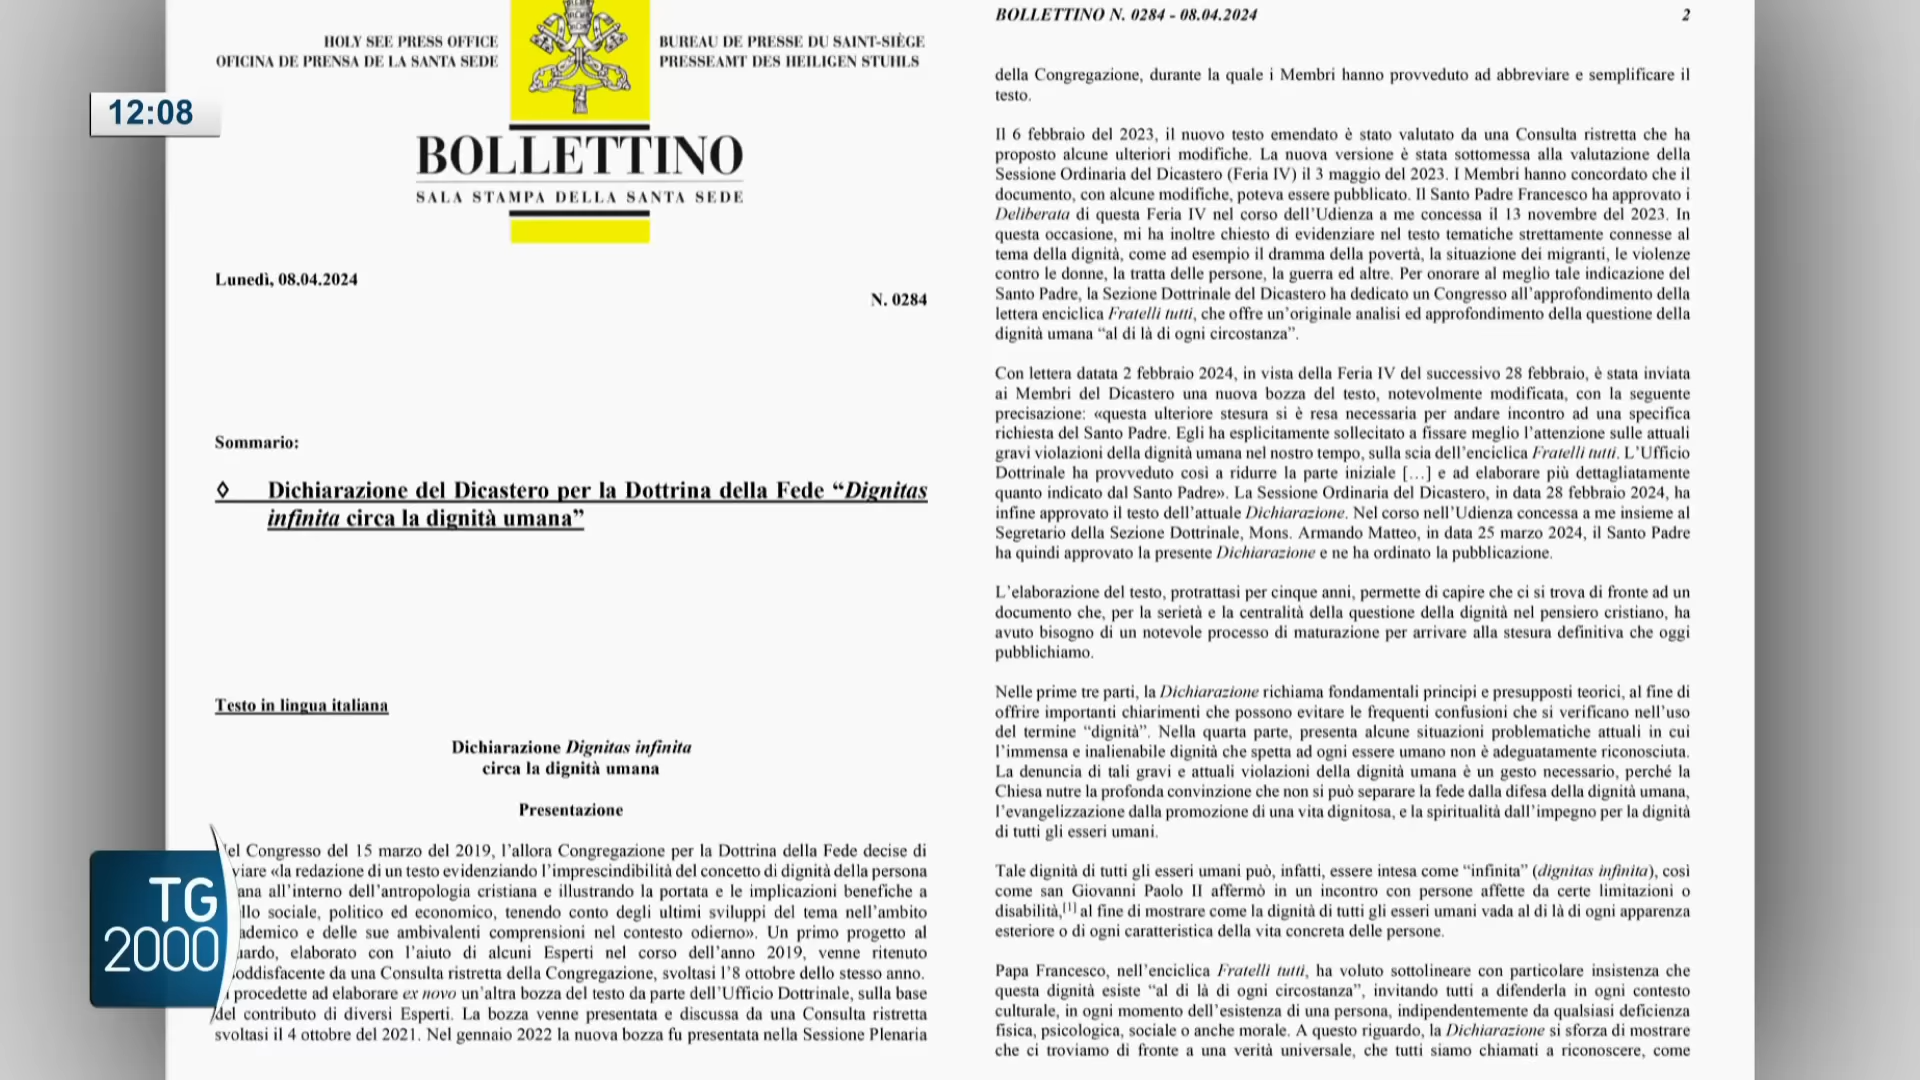 HOLY SEE PRESS OFFICE
OFICINA DE PRENSA DE LA SANTA SEDE
BUREAU DE PRESSE DU SAINT-SIÈGE
PRESSEAMT DES HEILIGEN STUHLS
12:08
BOLLETTINO
SALA STAMPA DELLA SANTA SEDE
Lunedì, 08.04.2024
N. 0284
Sommario:
◊ Dichiarazione del Dicastero per la Dottrina della Fede “Dignitas
infinita circa la dignità umana”
Testo in lingua italiana
Dichiarazione Dignitas infinita
circa la dignità umana
Presentazione
el Congresso del 15 marzo del 2019, l’allora Congregazione per la Dottrina della Fede decise di
viare «la redazione di un testo evidenziando l’imprescindibilità del concetto di dignità della persona
ana all’interno dell’antropologia cristiana e illustrando la portata e le implicazioni benefiche a
llo sociale, politico ed economico, tenendo conto degli ultimi sviluppi del tema nell’ambito
ademico e delle sue ambivalenti comprensioni nel contesto odierno». Un primo progetto al
uardo, elaborato con l’aiuto di alcuni Esperti nel corso dell’anno 2019, venne ritenuto
oddisfacente da una Consulta ristretta della Congregazione, svoltasi l’8 ottobre dello stesso anno.
procedette ad elaborare ex novo un’altra bozza del testo da parte dell’Ufficio Dottrinale, sulla base
del contributo di diversi Esperti. La bozza venne presentata e discussa da una Consulta ristretta
svoltasi il 4 ottobre del 2021. Nel gennaio 2022 la nuova bozza fu presentata nella Sessione Plenaria
TG
2000
BOLLETTINO N. 0284 - 08.04.2024 2
della Congregazione, durante la quale i Membri hanno provveduto ad abbreviare e semplificare il
testo.
Il 6 febbraio del 2023, il nuovo testo emendato è stato valutato da una Consulta ristretta che ha
proposto alcune ulteriori modifiche. La nuova versione è stata sottomessa alla valutazione della
Sessione Ordinaria del Dicastero (Feria IV) il 3 maggio del 2023. I Membri hanno concordato che il
documento, con alcune modifiche, poteva essere pubblicato. Il Santo Padre Francesco ha approvato i
Deliberata di questa Feria IV nel corso dell’Udienza a me concessa il 13 novembre del 2023. In
questa occasione, mi ha inoltre chiesto di evidenziare nel testo tematiche strettamente connesse al
tema della dignità, come ad esempio il dramma della povertà, la situazione dei migranti, le violenze
contro le donne, la tratta delle persone, la guerra ed altre. Per onorare al meglio tale indicazione del
Santo Padre, la Sezione Dottrinale del Dicastero ha dedicato un Congresso all’approfondimento della
lettera enciclica Fratelli tutti, che offre un’originale analisi ed approfondimento della questione della
dignità umana “al di là di ogni circostanza”.
Con lettera datata 2 febbraio 2024, in vista della Feria IV del successivo 28 febbraio, è stata inviata
ai Membri del Dicastero una nuova bozza del testo, notevolmente modificata, con la seguente
precisazione: «questa ulteriore stesura si è resa necessaria per andare incontro ad una specifica
richiesta del Santo Padre. Egli ha esplicitamente sollecitato a fissare meglio l’attenzione sulle attuali
gravi violazioni della dignità umana nel nostro tempo, sulla scia dell’enciclica Fratelli tutti. L’Ufficio
Dottrinale ha provveduto così a ridurre la parte iniziale […] e ad elaborare più dettagliatamente
quanto indicato dal Santo Padre». La Sessione Ordinaria del Dicastero, in data 28 febbraio 2024, ha
infine approvato il testo dell’attuale Dichiarazione. Nel corso nell’Udienza concessa a me insieme al
Segretario della Sezione Dottrinale, Mons. Armando Matteo, in data 25 marzo 2024, il Santo Padre
ha quindi approvato la presente Dichiarazione e ne ha ordinato la pubblicazione.
L’elaborazione del testo, protrattasi per cinque anni, permette di capire che ci si trova di fronte ad un
documento che, per la serietà e la centralità della questione della dignità nel pensiero cristiano, ha
avuto bisogno di un notevole processo di maturazione per arrivare alla stesura definitiva che oggi
pubblichiamo.
Nelle prime tre parti, la Dichiarazione richiama fondamentali principi e presupposti teorici, al fine di
offrire importanti chiarimenti che possono evitare le frequenti confusioni che si verificano nell’uso
del termine “dignità”. Nella quarta parte, presenta alcune situazioni problematiche attuali in cui
l’immensa e inalienabile dignità che spetta ad ogni essere umano non è adeguatamente riconosciuta.
La denuncia di tali gravi e attuali violazioni della dignità umana è un gesto necessario, perché la
Chiesa nutre la profonda convinzione che non si può separare la fede dalla difesa della dignità umana,
l’evangelizzazione dalla promozione di una vita dignitosa, e la spiritualità dall’impegno per la dignità
di tutti gli esseri umani.
Tale dignità di tutti gli esseri umani può, infatti, essere intesa come “infinita” (dignitas infinita), così
come san Giovanni Paolo II affermò in un incontro con persone affette da certe limitazioni o
disabilità,[1] al fine di mostrare come la dignità di tutti gli esseri umani vada al di là di ogni apparenza
esteriore o di ogni caratteristica della vita concreta delle persone.
Papa Francesco, nell’enciclica Fratelli tutti, ha voluto sottolineare con particolare insistenza che
questa dignità esiste “al di là di ogni circostanza”, invitando tutti a difenderla in ogni contesto
culturale, in ogni momento dell’esistenza di una persona, indipendentemente da qualsiasi deficienza
fisica, psicologica, sociale o anche morale. A questo riguardo, la Dichiarazione si sforza di mostrare
che ci troviamo di fronte a una verità universale, che tutti siamo chiamati a riconoscere, come